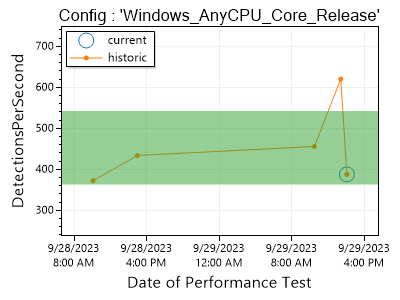 Config : 'Windows_AnyCPU_Core_Release'
current
historic
DetectionsPerSecond
700
600
500
400
300
9/28/2023 9/28/2023 9/29/2023 9/29/2023 9/29/2023
8:00 AM 4:00 PM 12:00 AM 8:00 AM 4:00 PM
Date of Performance Test